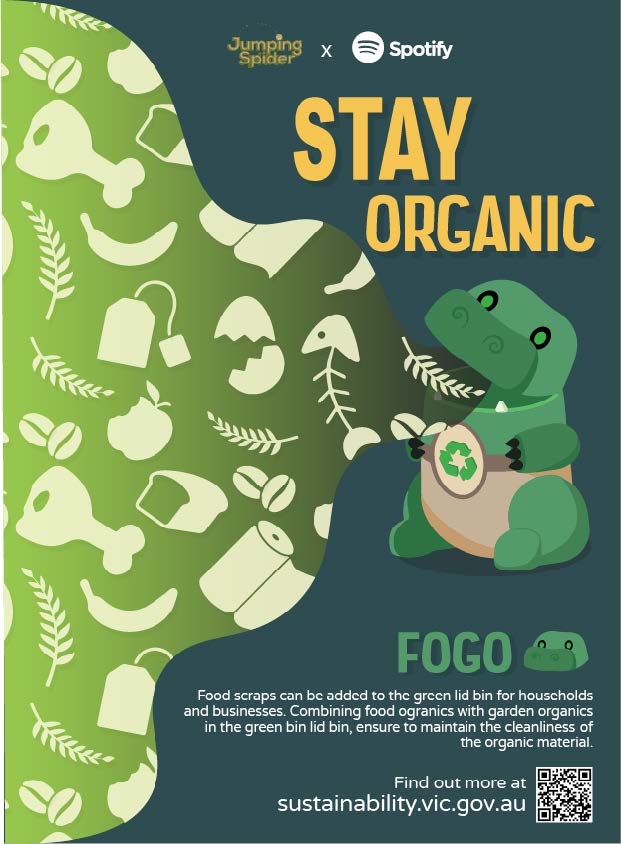 Jumping
Spider
x
Spotify
STAY
ORGANIC
FOGO
Food scraps can be added to the green lid bin for households
and businesses. Combining food ogranics with garden organics
in the green bin lid bin, ensure to maintain the cleanliness of
the organic material.
Find out more at
sustainability.vic.gov.au